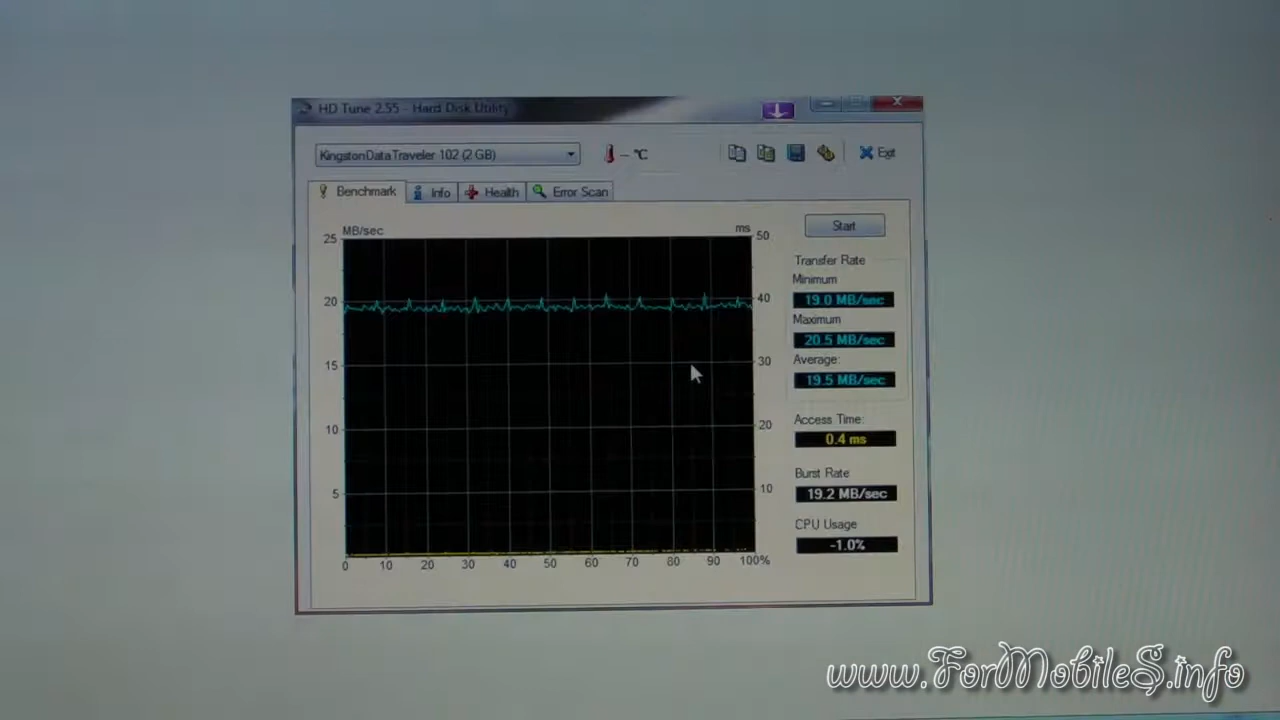 HD Tune 2.55 - Hard Disk Utility
KingstonDataTraveler 102 (2 GB)
– °C
Exit
Benchmark
Info
Health
Error Scan
Start
MB/sec
ms
25
20
15
10
5
50
40
30
20
10
0
10
20
30
40
50
60
70
80
90
100%
Transfer Rate
Minimum
19.0 MB/sec
Maximum
20.5 MB/sec
Average:
19.5 MB/sec
Access Time:
0.4 ms
Burst Rate
19.2 MB/sec
CPU Usage
-1.0%
www.ForMobileS.info